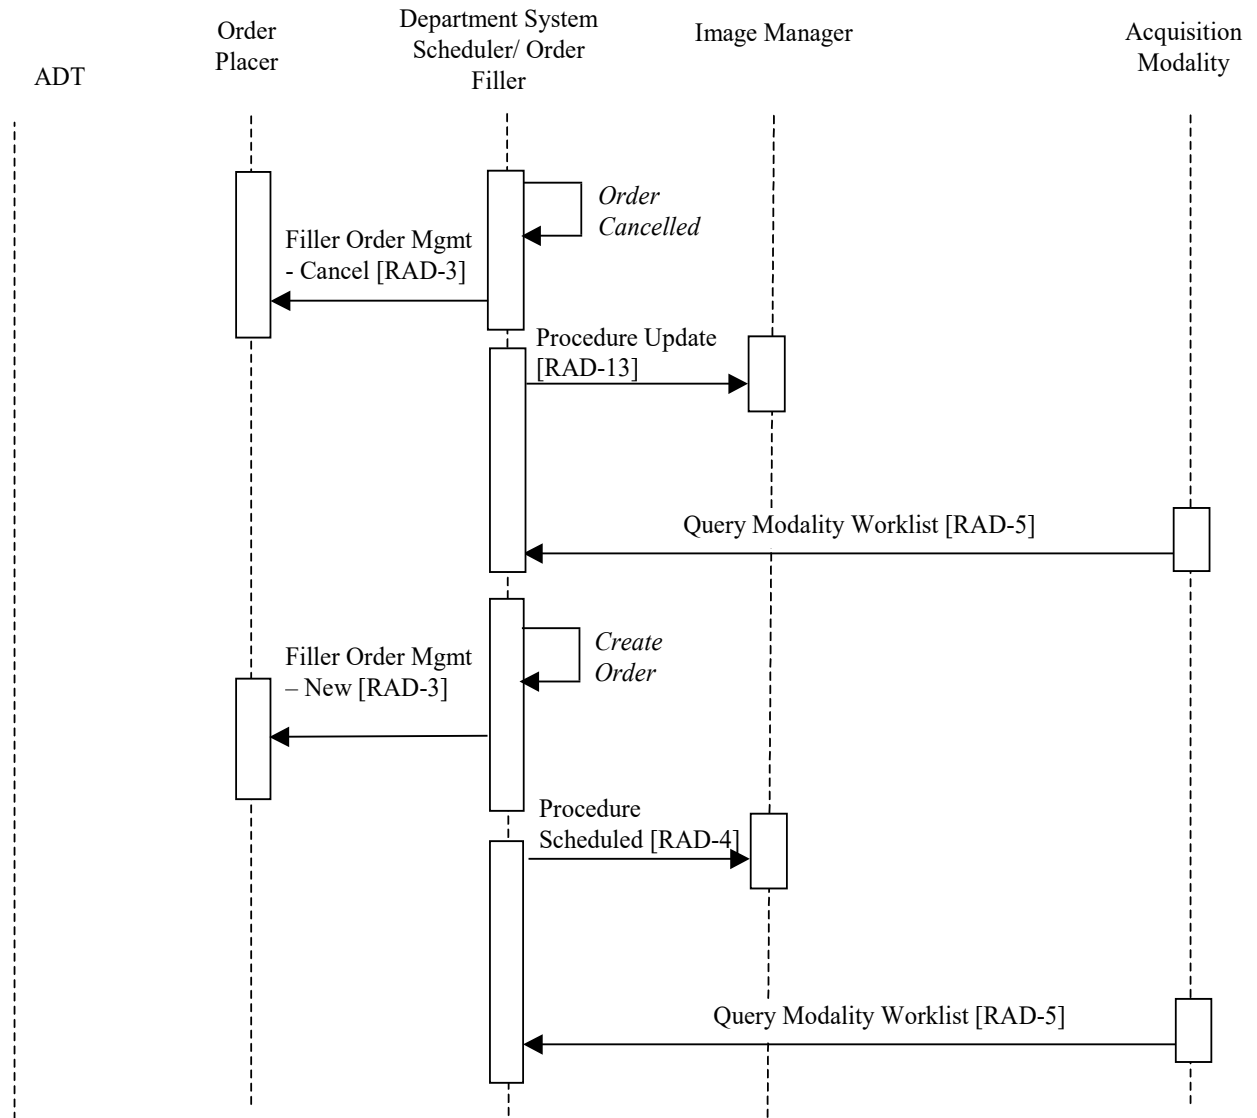 ADT
Order
Placer
Department System
Scheduler/ Order
Filler
Image Manager
Acquisition
Modality
Order
Cancelled
Filler Order Mgmt
- Cancel [RAD-3]
Procedure Update
[RAD-13]
Query Modality Worklist [RAD-5]
Create
Order
Filler Order Mgmt
– New [RAD-3]
Procedure
Scheduled [RAD-4]
Query Modality Worklist [RAD-5]